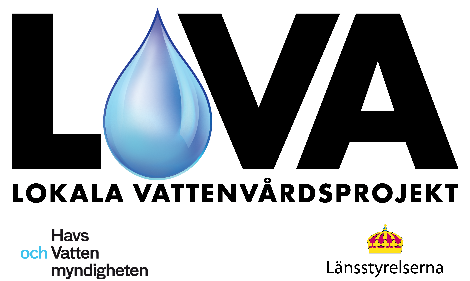 LOVA
LOKALA VATTENVÅRDSPROJEKT
Havs
och Vatten
myndigheten
Länsstyrelserna